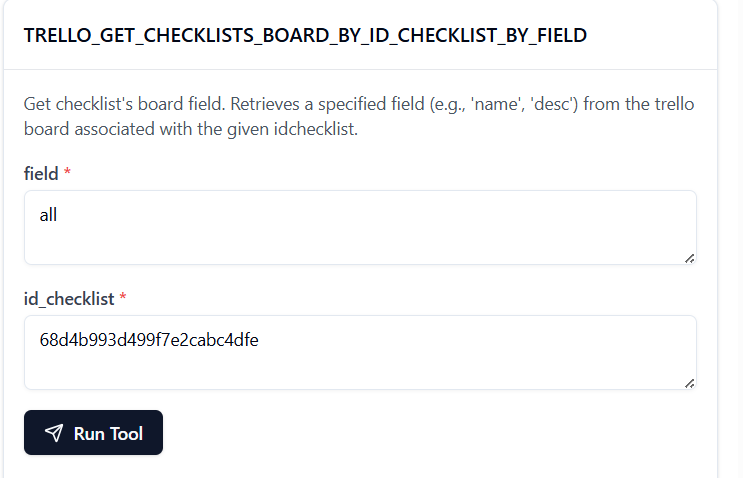 TRELLO_GET_CHECKLISTS_BOARD_BY_ID_CHECKLIST_BY_FIELD
Get checklist's board field. Retrieves a specified field (e.g., 'name', 'desc') from the trello
board associated with the given idchecklist.
field *
all
id_checklist *
68d4b993d499f7e2cabc4dfe
Run Tool